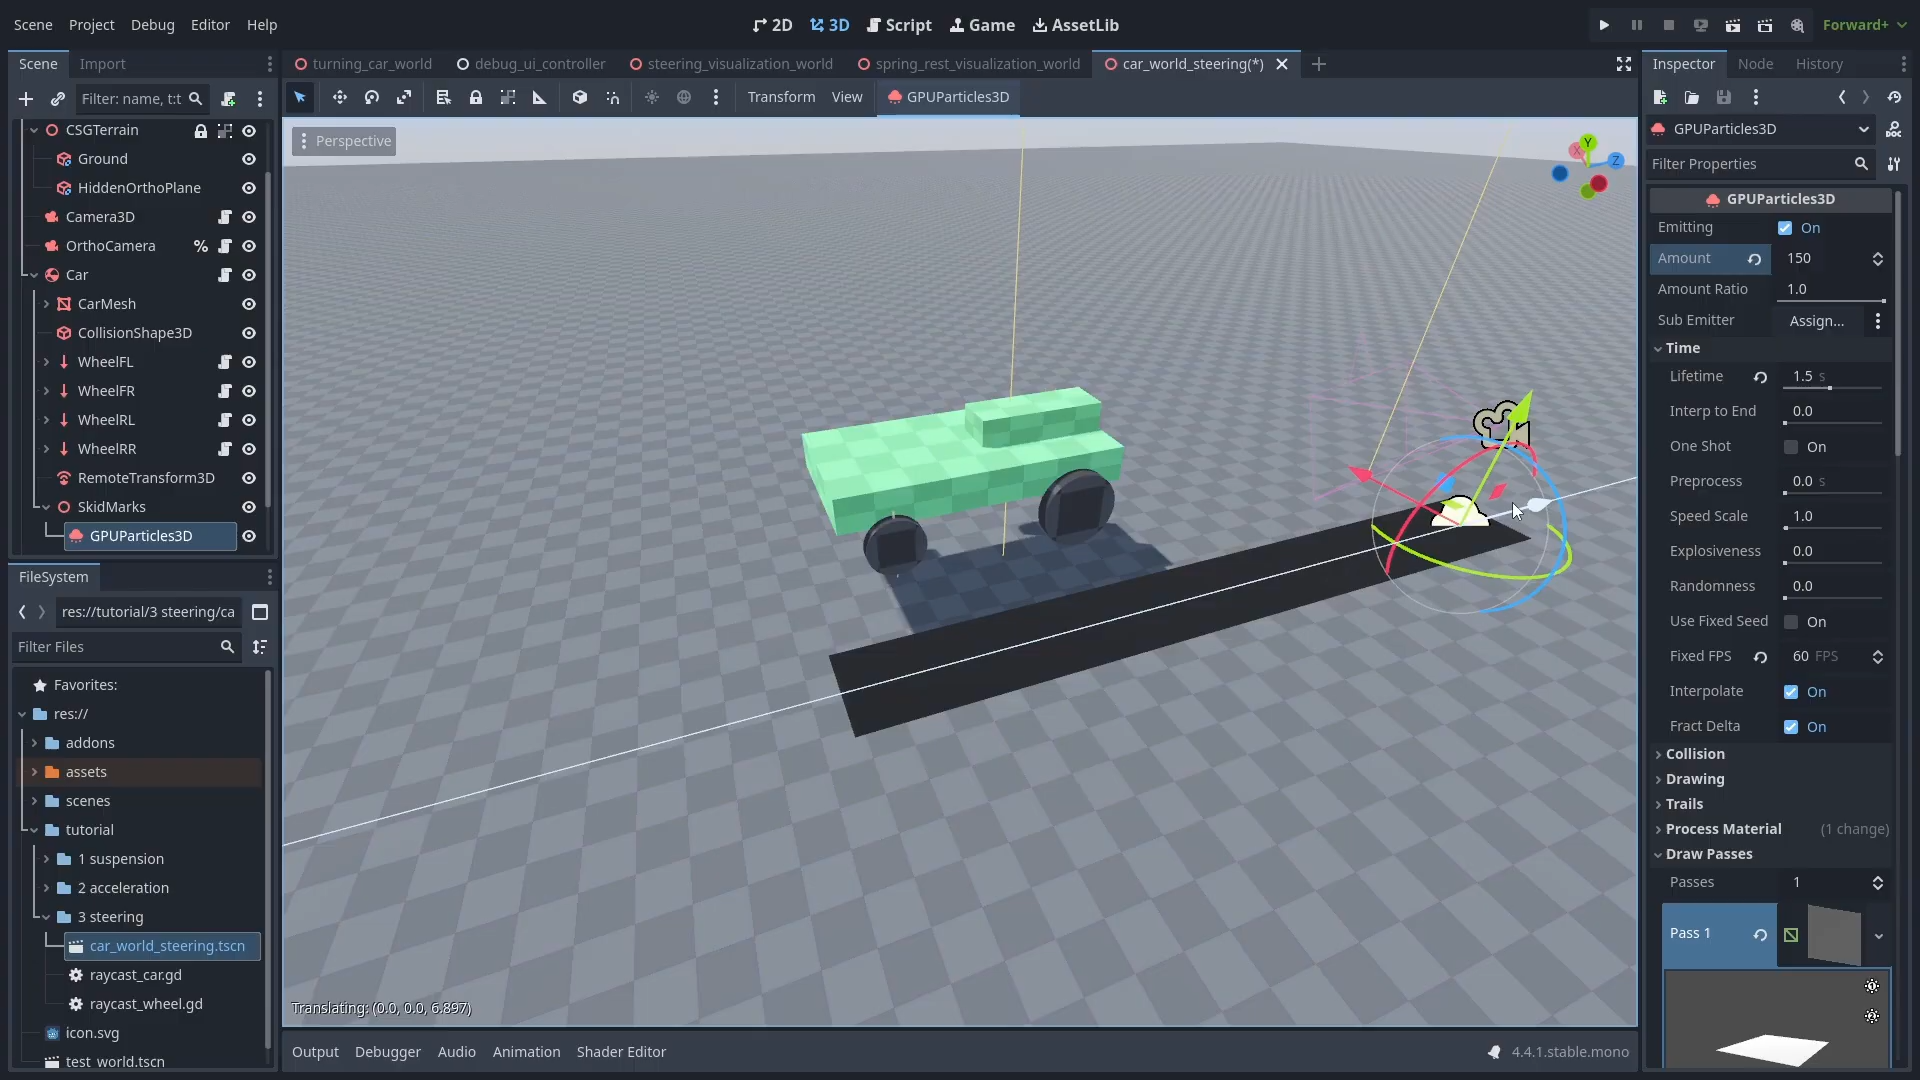 Scene Project Debug Editor Help
2D 3D Script Game AssetLib
Forward+
Scene Import
turning_car_world debug_ui_controller steering_visualization_world spring_rest_visualization_world car_world_steering(*)
Inspector Node History
Filter: name, t:t
Transform View GPUParticles3D
Perspective
X Y Z
CSGTerrain
Ground
HiddenOrthoPlane
Camera3D
OrthoCamera %
Car
CarMesh
CollisionShape3D
WheelFL
WheelFR
WheelRL
WheelRR
RemoteTransform3D
SkidMarks
GPUParticles3D
FileSystem
res://tutorial/3 steering/ca
Filter Files
Favorites:
res://
addons
assets
scenes
tutorial
1 suspension
2 acceleration
3 steering
car_world_steering.tscn
raycast_car.gd
raycast_wheel.gd
icon.svg
test_world.tscn
Translating: (0.0, 0.0, 6.897)
Output Debugger Audio Animation Shader Editor
4.4.1.stable.mono
GPUParticles3D
Filter Properties
GPUParticles3D
Emitting On
Amount 150
Amount Ratio 1.0
Sub Emitter Assign...
Time
Lifetime 1.5 s
Interp to End 0.0
One Shot On
Preprocess 0.0 s
Speed Scale 1.0
Explosiveness 0.0
Randomness 0.0
Use Fixed Seed On
Fixed FPS 60 FPS
Interpolate On
Fract Delta On
Collision
Drawing
Trails
Process Material (1 change)
Draw Passes
Passes 1
Pass 1